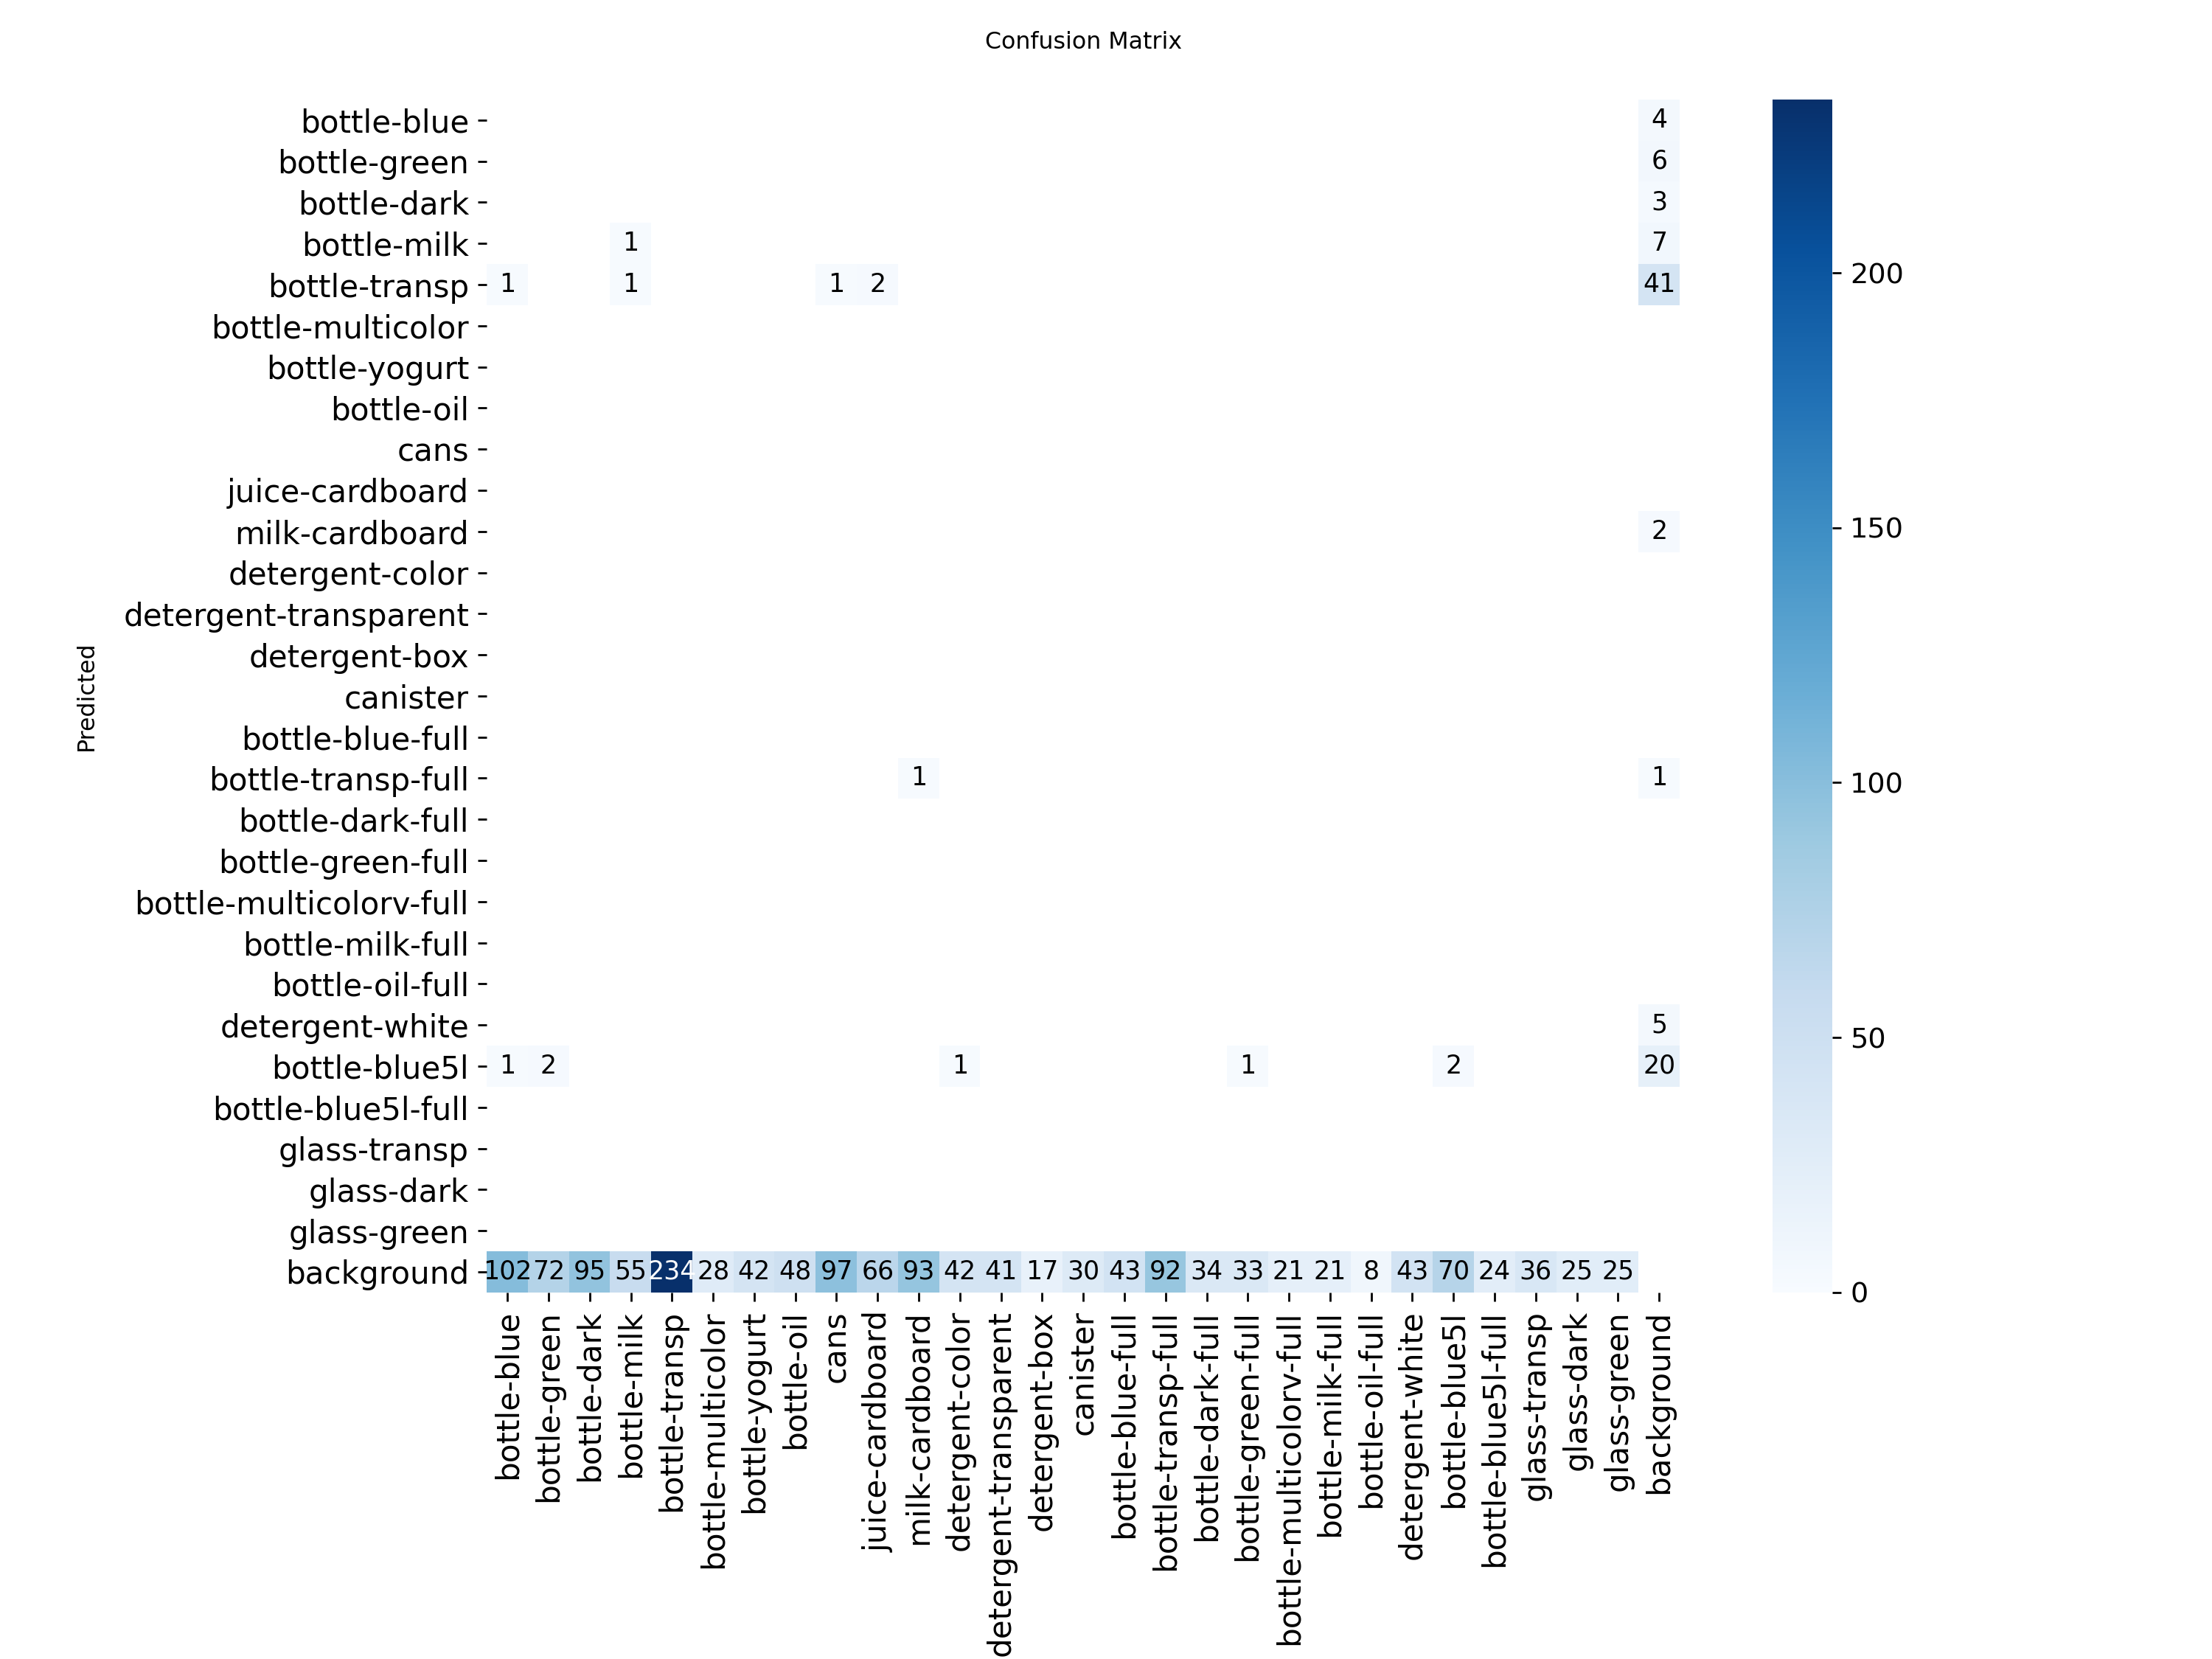 Confusion Matrix
Predicted
bottle-blue 4
bottle-green 6
bottle-dark 3
bottle-milk 1 7
bottle-transp 1 1 1 2 41
bottle-multicolor
bottle-yogurt
bottle-oil
cans
juice-cardboard
milk-cardboard 2
detergent-color
detergent-transparent
detergent-box
canister
bottle-blue-full
bottle-transp-full 1 1
bottle-dark-full
bottle-green-full
bottle-multicolorv-full
bottle-milk-full
bottle-oil-full
detergent-white 5
bottle-blue5l 1 2 1 1 2 20
bottle-blue5l-full
glass-transp
glass-dark
glass-green
background 102 72 95 55 234 28 42 48 97 66 93 42 41 17 30 43 92 34 33 21 21 8 43 70 24 36 25 25
bottle-blue
bottle-green
bottle-dark
bottle-milk
bottle-transp
bottle-multicolor
bottle-yogurt
bottle-oil
cans
juice-cardboard
milk-cardboard
detergent-color
detergent-transparent
detergent-box
canister
bottle-blue-full
bottle-transp-full
bottle-dark-full
bottle-green-full
bottle-multicolorv-full
bottle-milk-full
bottle-oil-full
detergent-white
bottle-blue5l
bottle-blue5l-full
glass-transp
glass-dark
glass-green
background
200
150
100
50
0